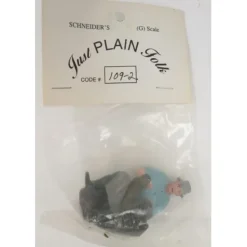 SCHNEIDER'S (G) Scale
Just PLAIN Folk
CODE # 109-2